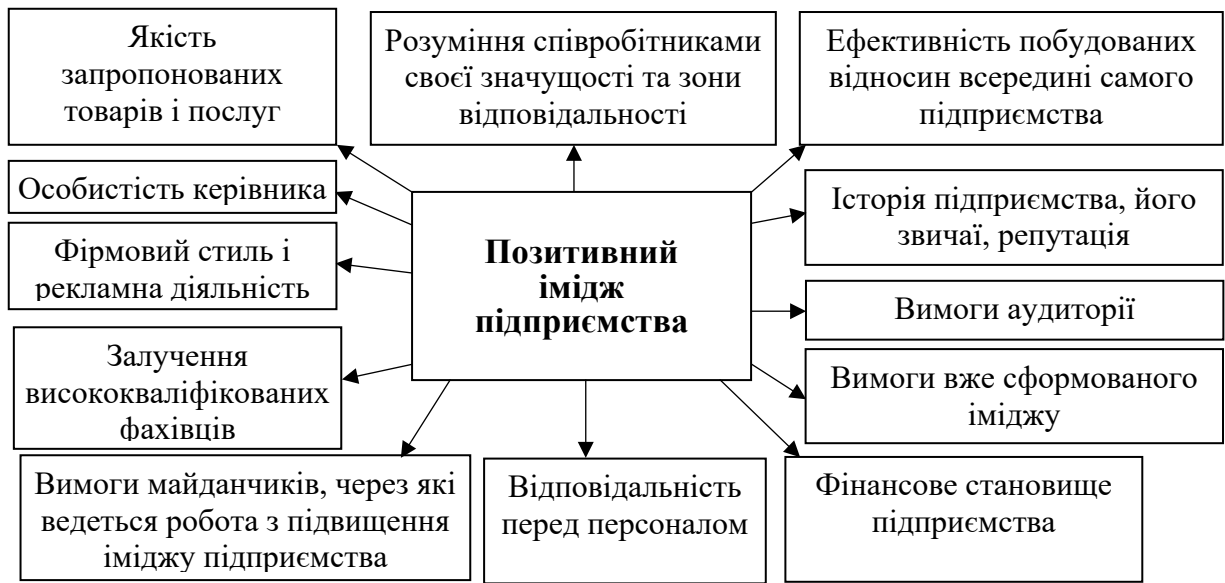 Якість
запропонованих
товарів і послуг
Розуміння співробітниками
своєї значущості та зони
відповідальності
Ефективність побудованих
відносин всередині самого
підприємства
Особистість керівника
Фірмовий стиль і
рекламна діяльність
Залучення
висококваліфікованих
фахівців
Позитивний
імідж
підприємства
Історія підприємства, його
звичаї, репутація
Вимоги аудиторії
Вимоги вже сформованого
іміджу
Вимоги майданчиків, через які
ведеться робота з підвищення
іміджу підприємства
Відповідальність
перед персоналом
Фінансове становище
підприємства